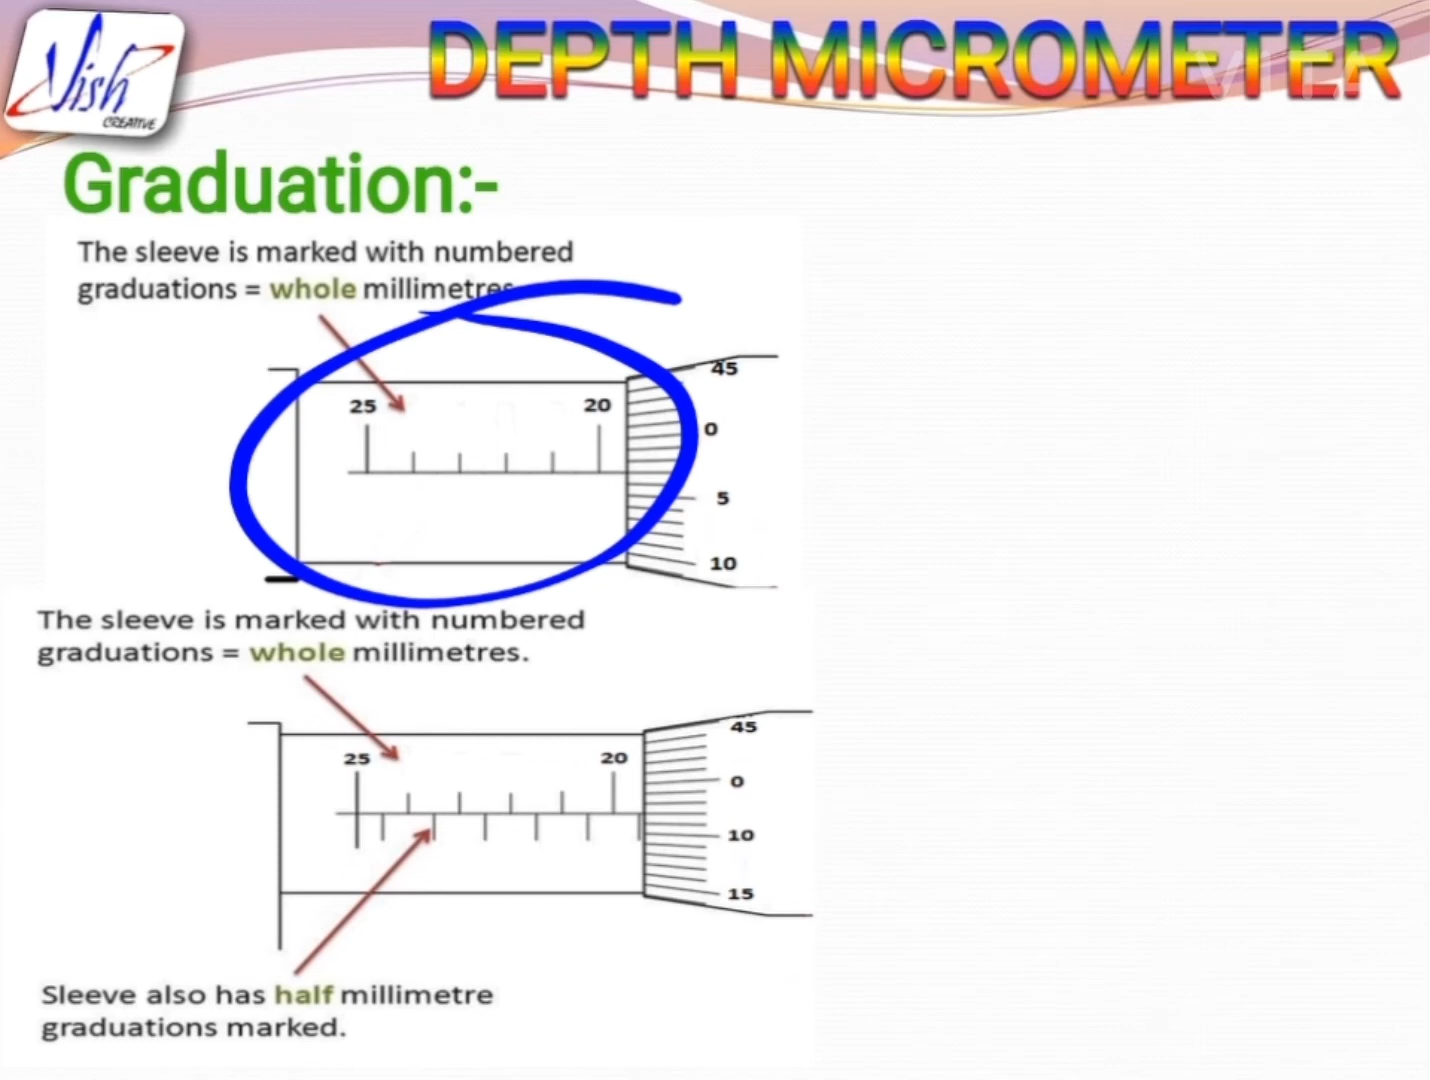 Vish
CREATIVE
DEPTH MICROMETER
VITA
Graduation:-
The sleeve is marked with numbered
graduations = whole millimetres
25
20
45
0
5
10
The sleeve is marked with numbered
graduations = whole millimetres.
25
20
45
0
10
15
Sleeve also has half millimetre
graduations marked.